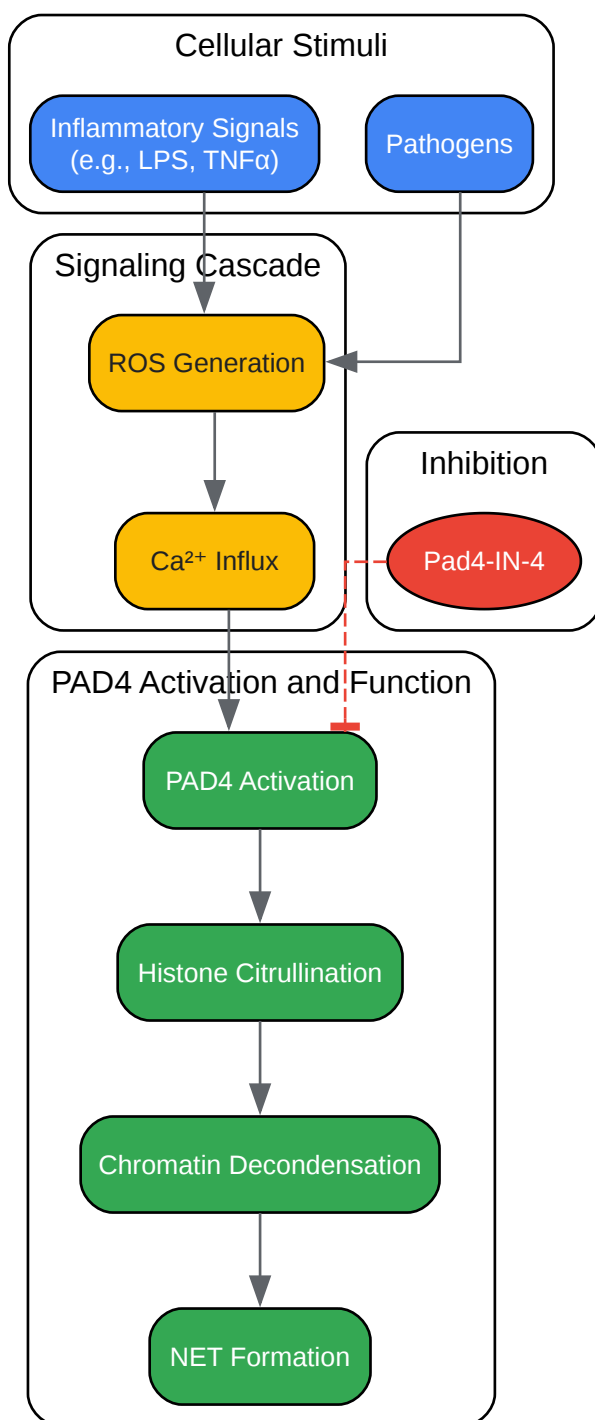 Cellular Stimuli
Inflammatory Signals
(e.g., LPS, TNFα)
Pathogens
Signaling Cascade
ROS Generation
Inhibition
Ca²⁺ Influx
Pad4-IN-4
PAD4 Activation and Function
PAD4 Activation
Histone Citrullination
Chromatin Decondensation
NET Formation